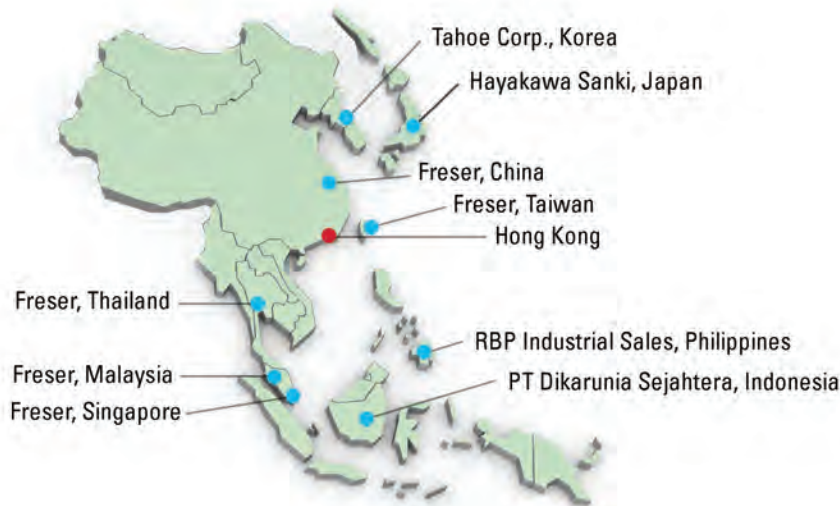 Tahoe Corp., Korea
Hayakawa Sanki, Japan
Freser, China
Freser, Taiwan
Hong Kong
Freser, Thailand
RBP Industrial Sales, Philippines
Freser, Malaysia
PT Dikarunia Sejahtera, Indonesia
Freser, Singapore